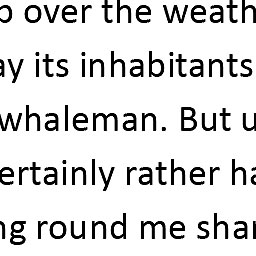 p over the weath
ay its inhabitants
whaleman. But u
ertainly rather ha
ng round me shar